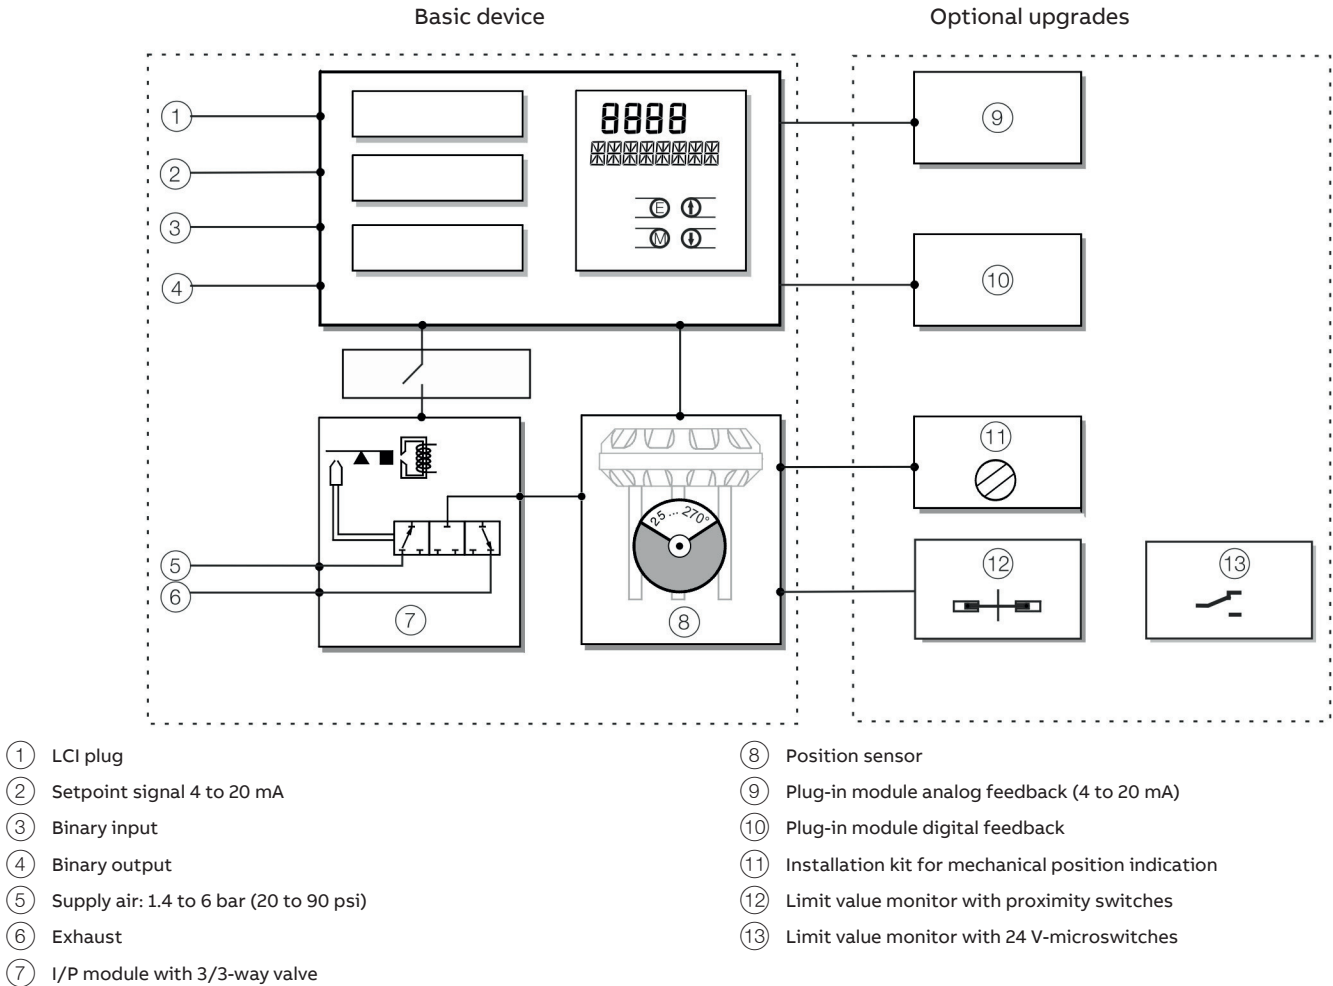 Basic device
Optional upgrades
1
2
3
4
8888
E
M
9
10
11
12
13
25 ... 270°
5
6
7
8
1 LCI plug
2 Setpoint signal 4 to 20 mA
3 Binary input
4 Binary output
5 Supply air: 1.4 to 6 bar (20 to 90 psi)
6 Exhaust
7 I/P module with 3/3-way valve
8 Position sensor
9 Plug-in module analog feedback (4 to 20 mA)
10 Plug-in module digital feedback
11 Installation kit for mechanical position indication
12 Limit value monitor with proximity switches
13 Limit value monitor with 24 V-microswitches